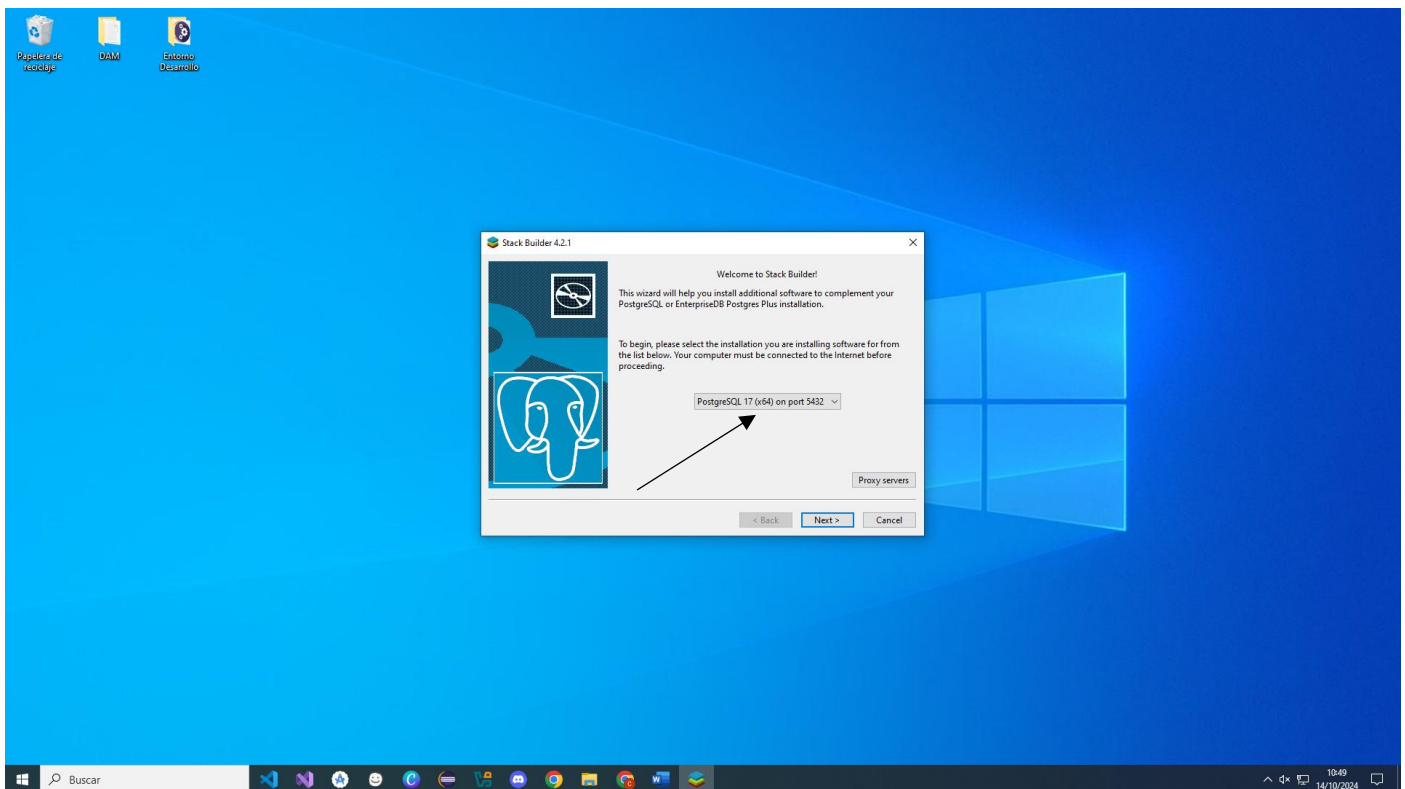 Papelera de
reciclaje
DAM
Entorno
Desarrollo
Stack Builder 4.2.1
Welcome to Stack Builder!
This wizard will help you install additional software to complement your
PostgreSQL or EnterpriseDB Postgres Plus installation.
To begin, please select the installation you are installing software for from
the list below. Your computer must be connected to the Internet before
proceeding.
PostgreSQL 17 (x64) on port 5432
Proxy servers
< Back
Next >
Cancel
Buscar
10:49
14/10/2024